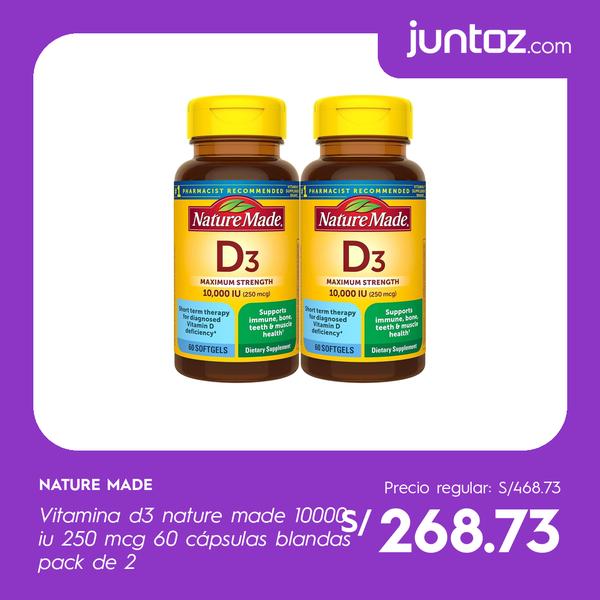 juntoz.com
#1 PHARMACIST RECOMMENDED
Nature Made®
D3
MAXIMUM STRENGTH
10,000 IU (250 mcg)
Short term therapy
for diagnosed
Vitamin D
deficiency*
60 SOFTGELS
Supports
immune, bone,
teeth & muscle
health†
Dietary Supplement
#1 PHARMACIST RECOMMENDED
Nature Made®
D3
MAXIMUM STRENGTH
10,000 IU (250 mcg)
Short term therapy
for diagnosed
Vitamin D
deficiency*
60 SOFTGELS
Supports
immune, bone,
teeth & muscle
health†
Dietary Supplement
NATURE MADE
Vitamina d3 nature made 10000
iu 250 mcg 60 cápsulas blandas
pack de 2
Precio regular: S/468.73
S/ 268.73